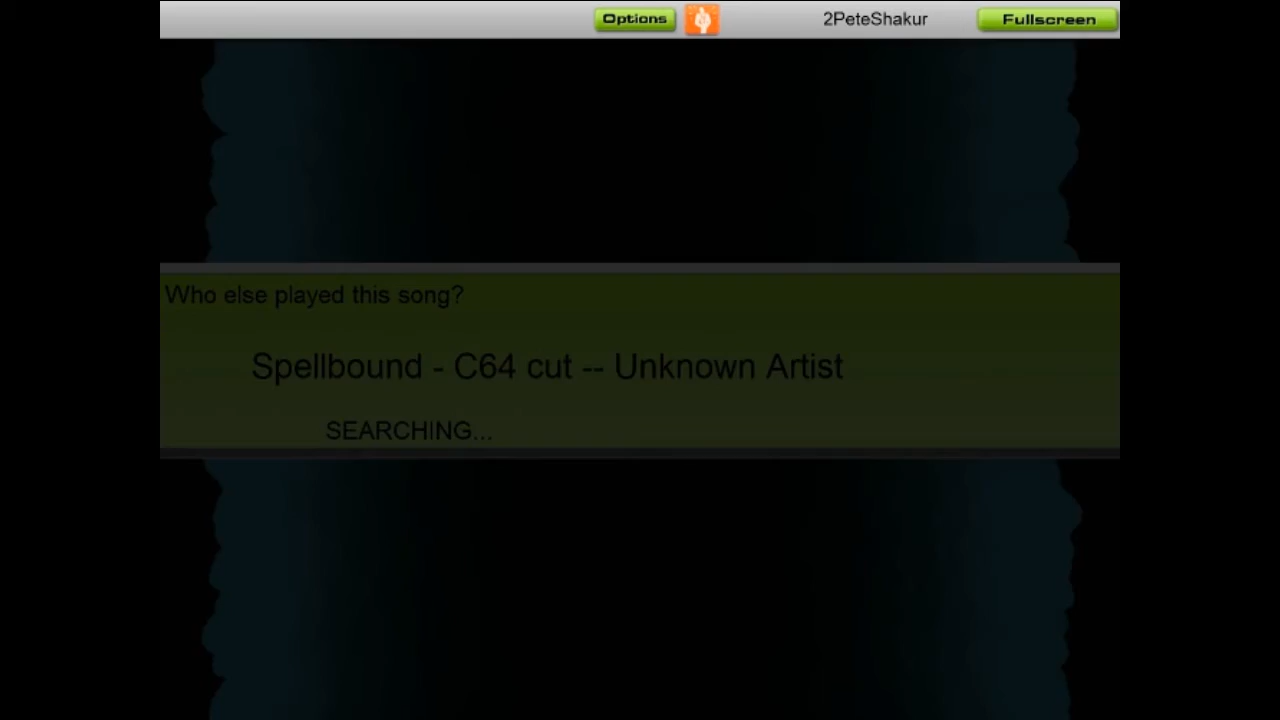 Options
2PeteShakur
Fullscreen
Who else played this song?
Spellbound - C64 cut -- Unknown Artist
SEARCHING...